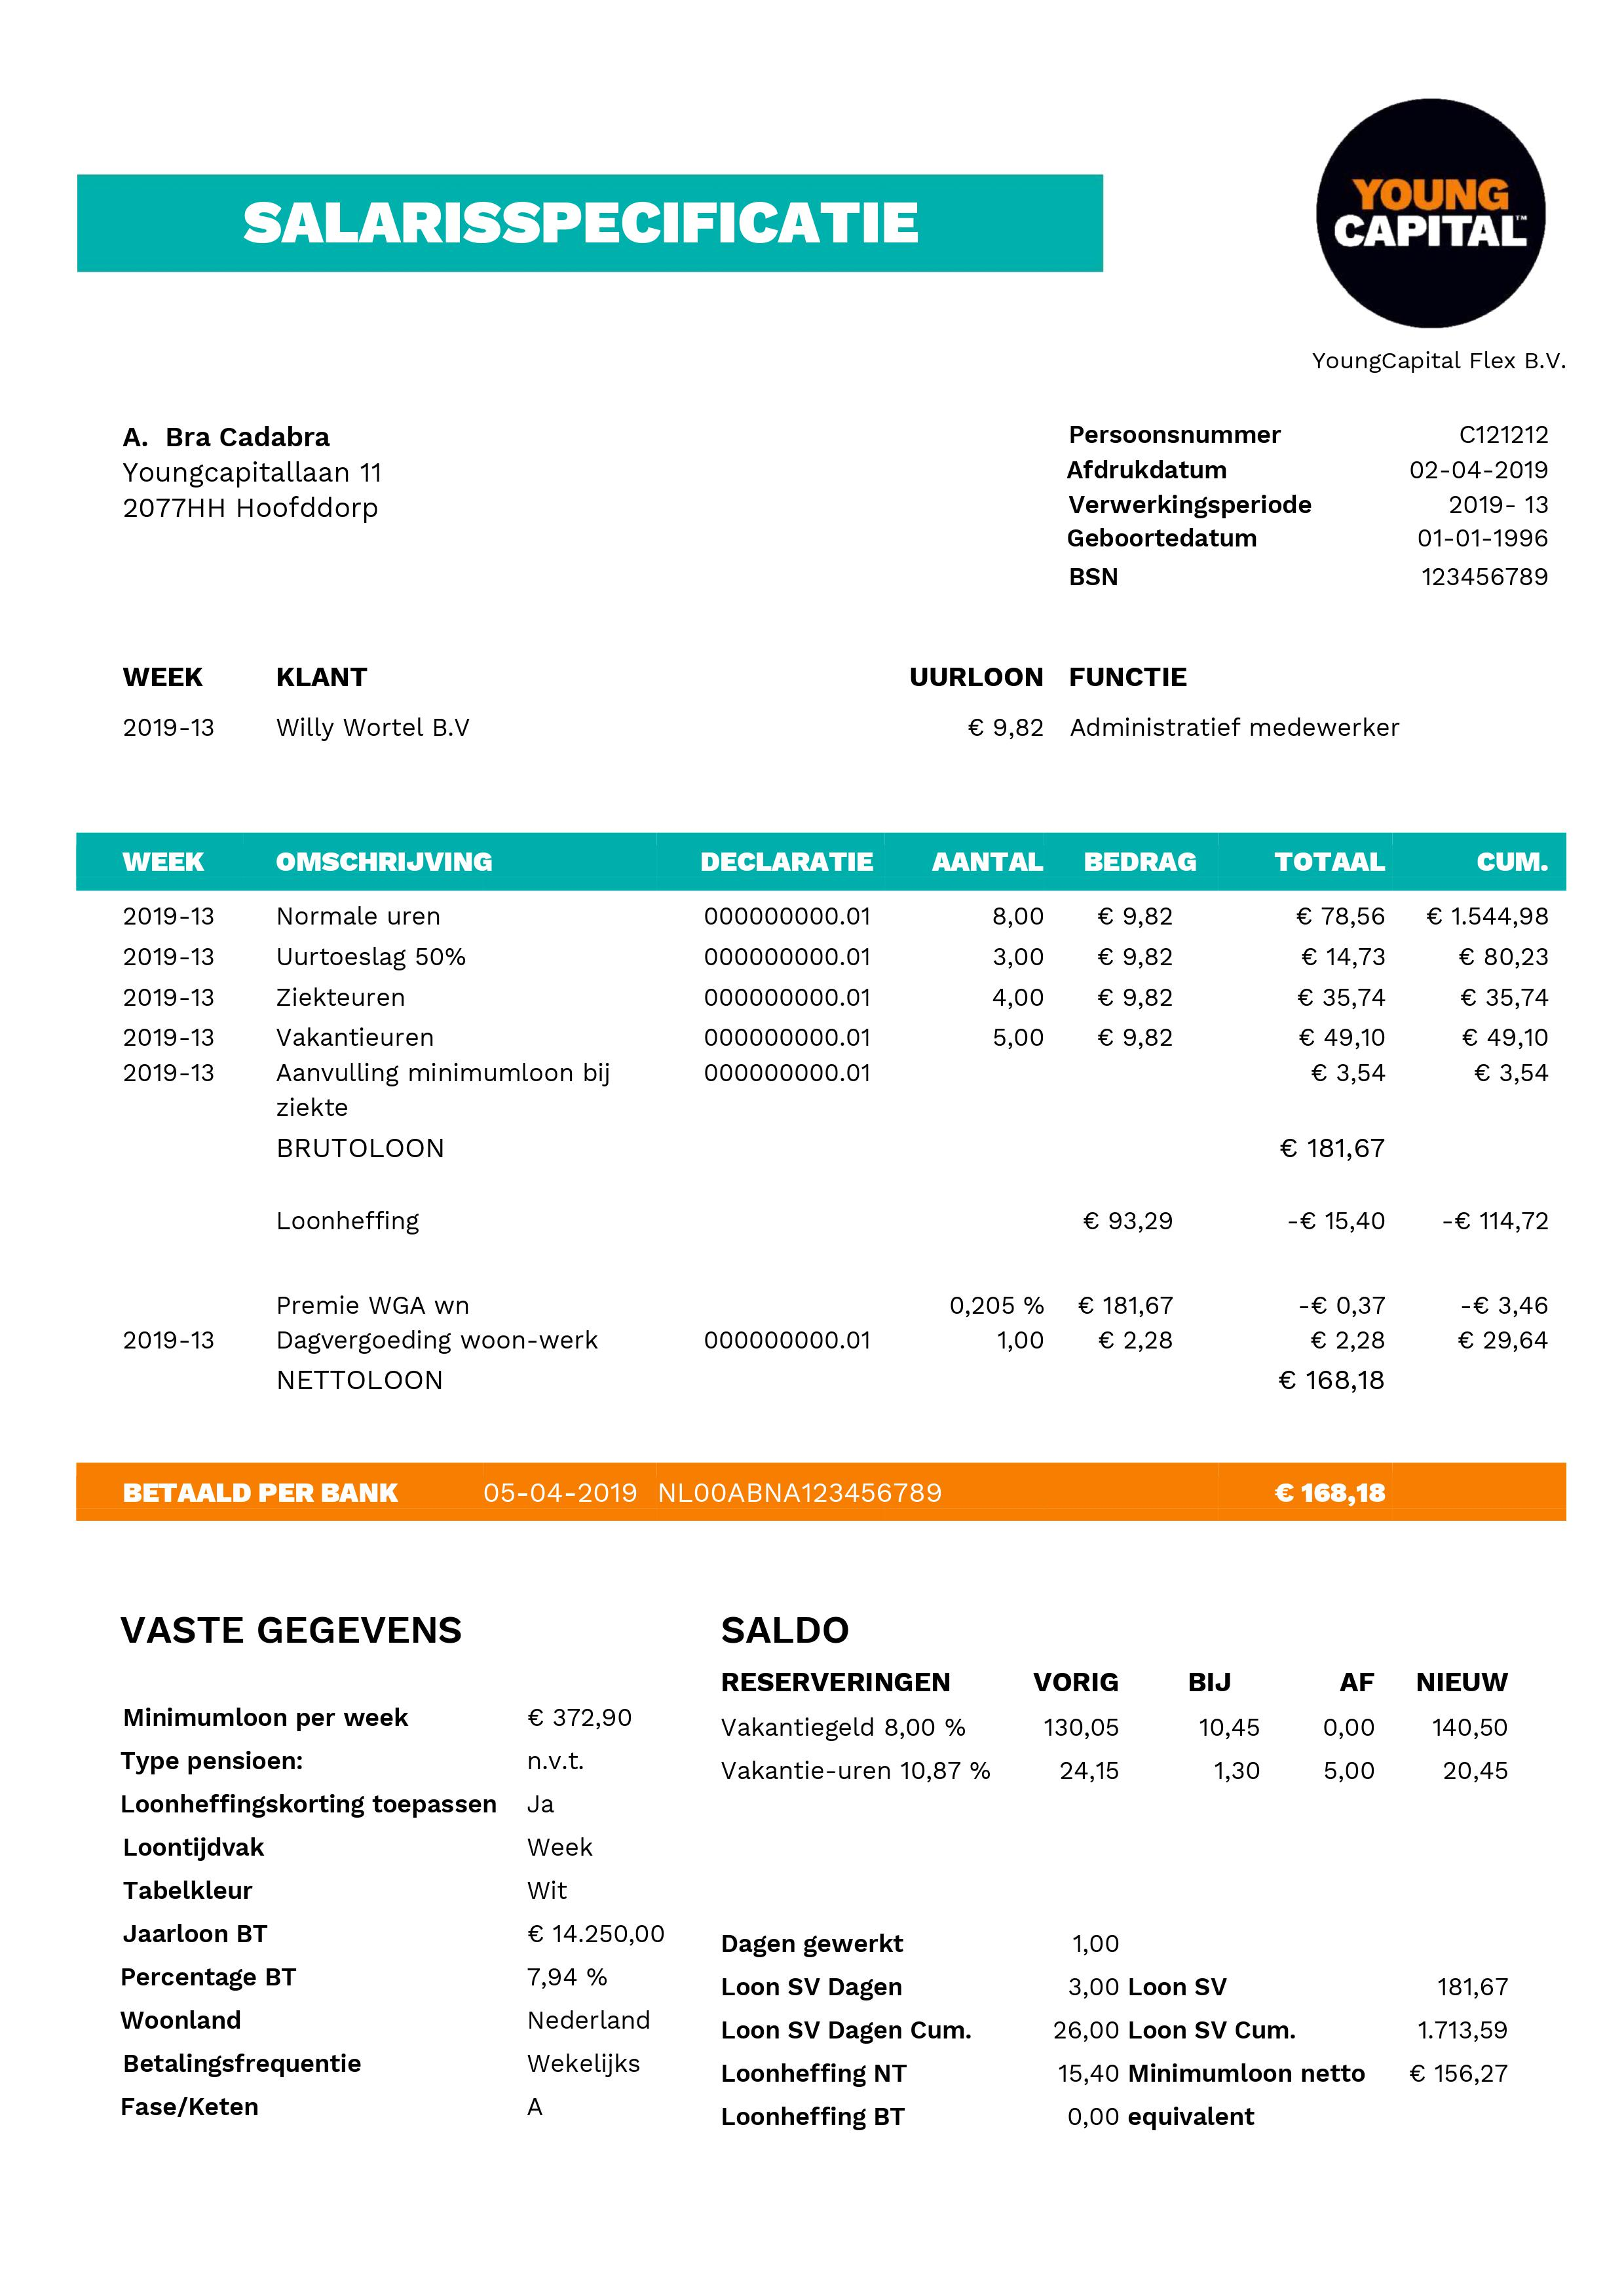 SALARISSPECIFICATIE
YOUNG
CAPITAL™
YoungCapital Flex B.V.
A. Bra Cadabra
Youngcapitallaan 11
2077HH Hoofddorp
Persoonsnummer C121212
Afdrukdatum 02-04-2019
Verwerkingsperiode 2019- 13
Geboortedatum 01-01-1996
BSN 123456789
WEEK KLANT UURLOON FUNCTIE
2019-13 Willy Wortel B.V € 9,82 Administratief medewerker
WEEK OMSCHRIJVING DECLARATIE AANTAL BEDRAG TOTAAL CUM.
2019-13 Normale uren 000000000.01 8,00 € 9,82 € 78,56 € 1.544,98
2019-13 Uurtoeslag 50% 000000000.01 3,00 € 9,82 € 14,73 € 80,23
2019-13 Ziekteuren 000000000.01 4,00 € 9,82 € 35,74 € 35,74
2019-13 Vakantieuren 000000000.01 5,00 € 9,82 € 49,10 € 49,10
2019-13 Aanvulling minimumloon bij 000000000.01 € 3,54 € 3,54
ziekte
BRUTOLOON € 181,67
Loonheffing € 93,29 -€ 15,40 -€ 114,72
Premie WGA wn 0,205 % € 181,67 -€ 0,37 -€ 3,46
2019-13 Dagvergoeding woon-werk 000000000.01 1,00 € 2,28 € 2,28 € 29,64
NETTOLOON € 168,18
BETAALD PER BANK 05-04-2019 NL00ABNA123456789 € 168,18
VASTE GEGEVENS
Minimumloon per week € 372,90
Type pensioen: n.v.t.
Loonheffingskorting toepassen Ja
Loontijdvak Week
Tabelkleur Wit
Jaarloon BT € 14.250,00
Percentage BT 7,94 %
Woonland Nederland
Betalingsfrequentie Wekelijks
Fase/Keten A
SALDO
RESERVERINGEN VORIG BIJ AF NIEUW
Vakantiegeld 8,00 % 130,05 10,45 0,00 140,50
Vakantie-uren 10,87 % 24,15 1,30 5,00 20,45
Dagen gewerkt 1,00
Loon SV Dagen 3,00 Loon SV 181,67
Loon SV Dagen Cum. 26,00 Loon SV Cum. 1.713,59
Loonheffing NT 15,40 Minimumloon netto € 156,27
Loonheffing BT 0,00 equivalent